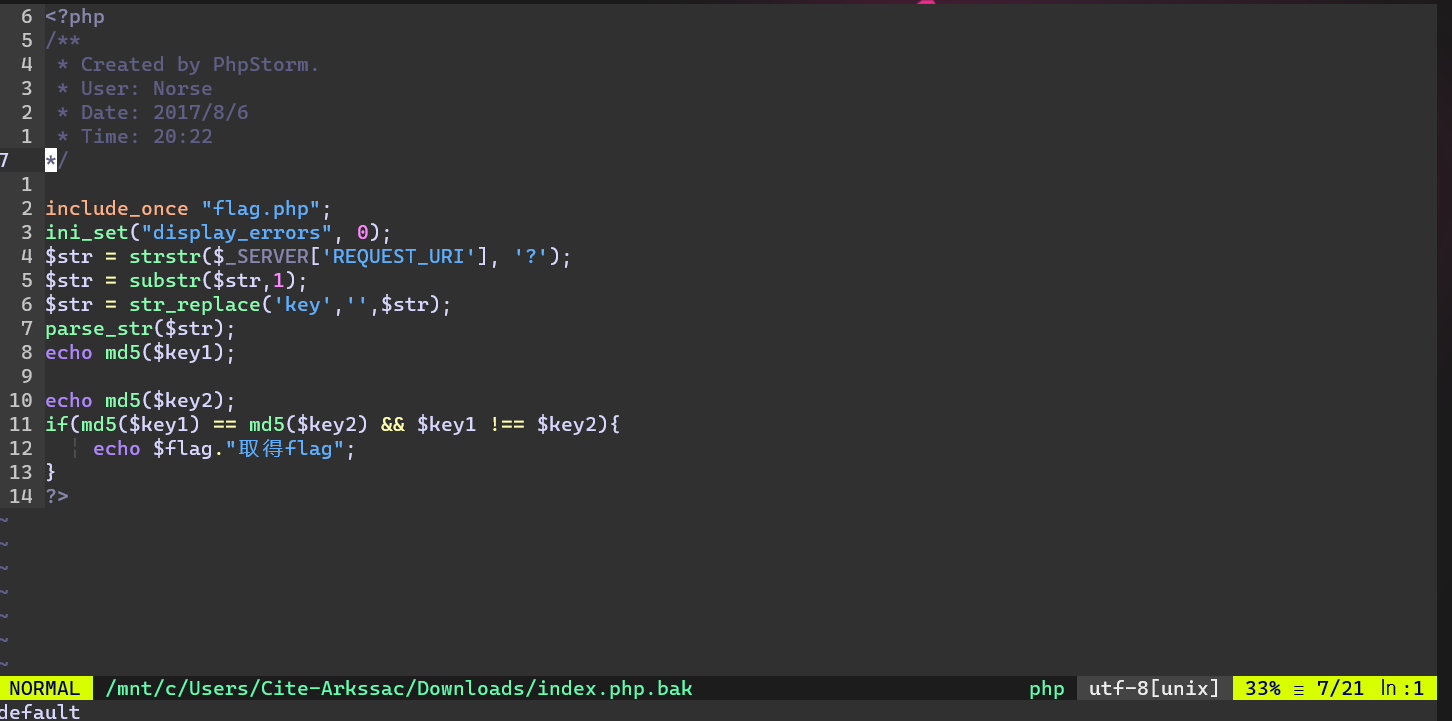 6 <?php
5 /**
4  * Created by PhpStorm.
3  * User: Norse
2  * Date: 2017/8/6
1  * Time: 20:22
7 */
1
2 include_once "flag.php";
3 ini_set("display_errors", 0);
4 $str = strstr($_SERVER['REQUEST_URI'], '?');
5 $str = substr($str,1);
6 $str = str_replace('key','',$str);
7 parse_str($str);
8 echo md5($key1);
9
10 echo md5($key2);
11 if(md5($key1) == md5($key2) && $key1 !== $key2){
12 ¦ echo $flag."取得flag";
13 }
14 ?>
~
~
~
~
~
~
~
NORMAL /mnt/c/Users/Cite-Arkssac/Downloads/index.php.bak php utf-8[unix] 33% ≡ 7/21 ln :1
default